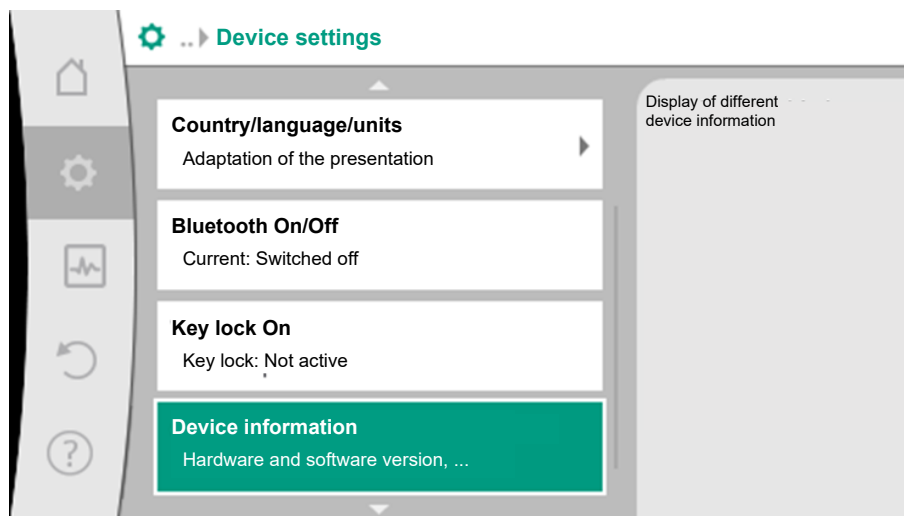 .. Device settings
Country/language/units
Adaptation of the presentation
Bluetooth On/Off
Current: Switched off
Key lock On
Key lock: Not active
Device information
Hardware and software version, ...
Display of different
device information
?